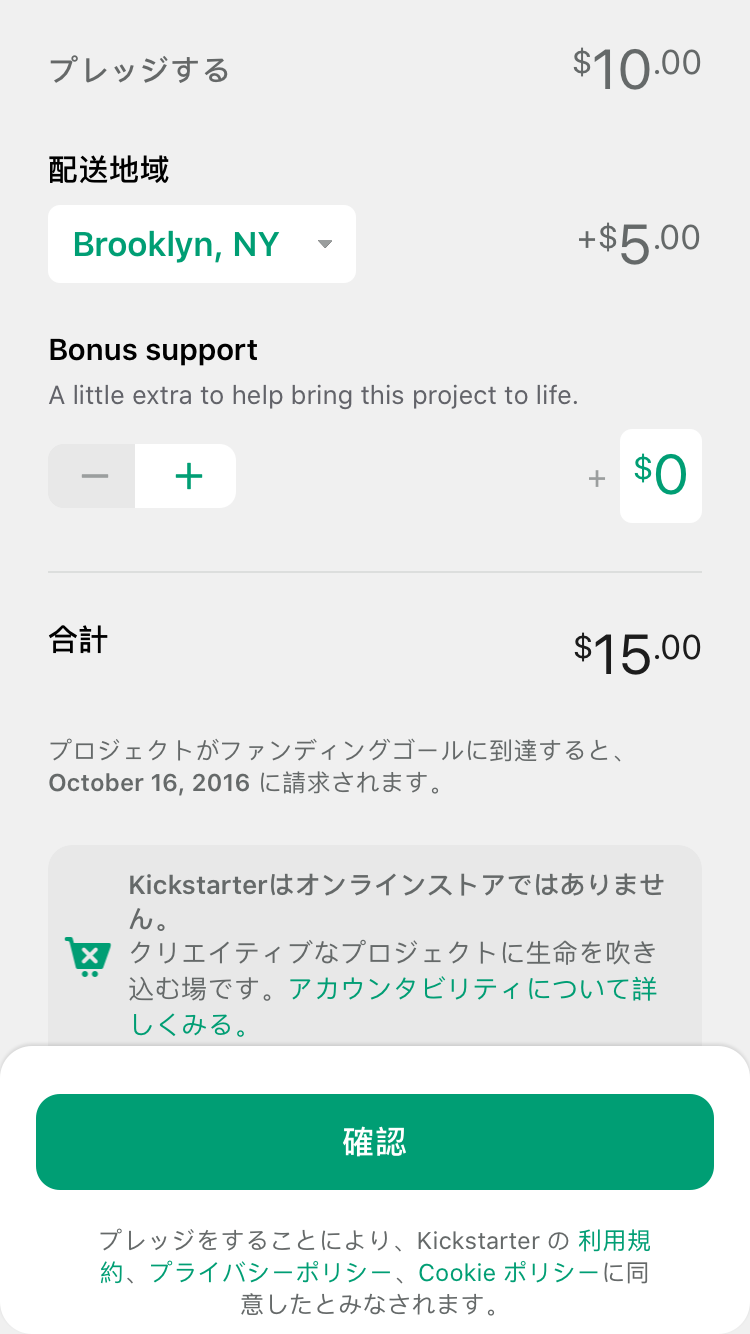 プレッジする $10.00
配送地域
Brooklyn, NY +$5.00
Bonus support
A little extra to help bring this project to life.
− + + $0
合計 $15.00
プロジェクトがファンディングゴールに到達すると、
October 16, 2016 に請求されます。
Kickstarterはオンラインストアではありませ
ん。
クリエイティブなプロジェクトに生命を吹き
込む場です。アカウンタビリティについて詳
しくみる。
確認
プレッジをすることにより、Kickstarter の 利用規
約、プライバシーポリシー、Cookie ポリシーに同
意したとみなされます。